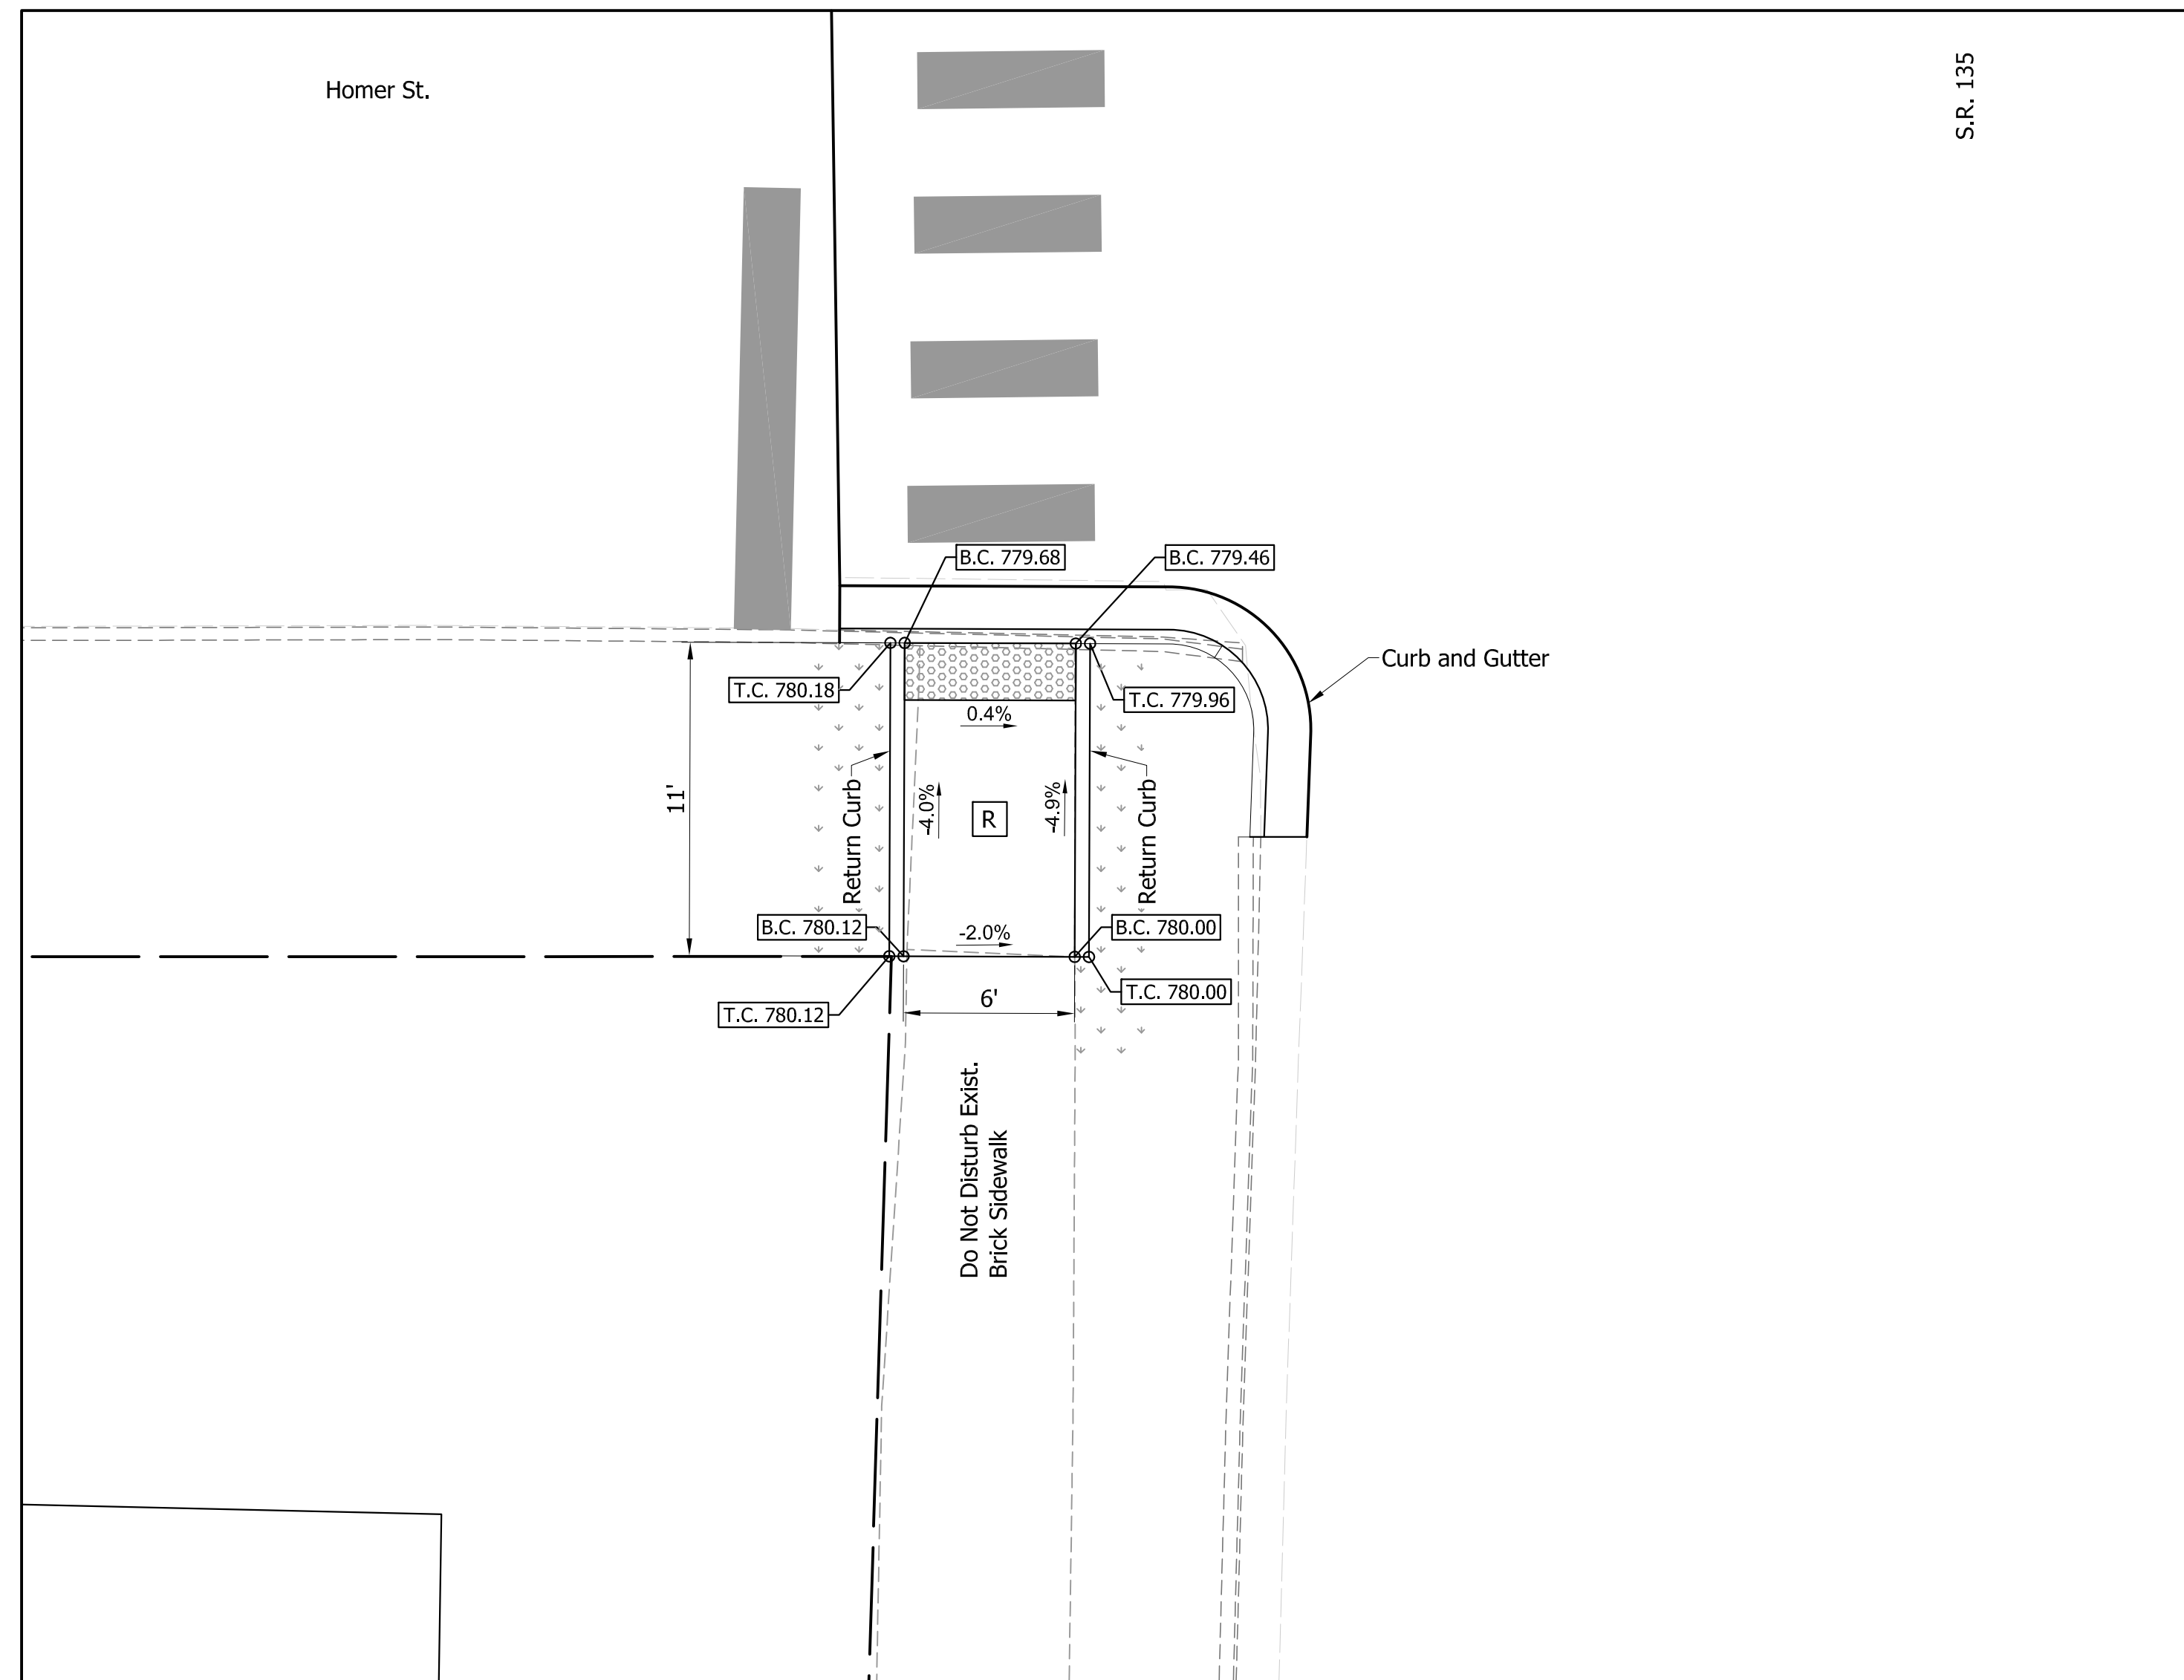 Homer St.
S.R. 135
B.C. 779.68
B.C. 779.46
Curb and Gutter
T.C. 780.18
T.C. 779.96
0.4%
11'
Return Curb
-4.0%
R
-4.9%
Return Curb
B.C. 780.12
-2.0%
B.C. 780.00
T.C. 780.12
6'
T.C. 780.00
Do Not Disturb Exist.
Brick Sidewalk